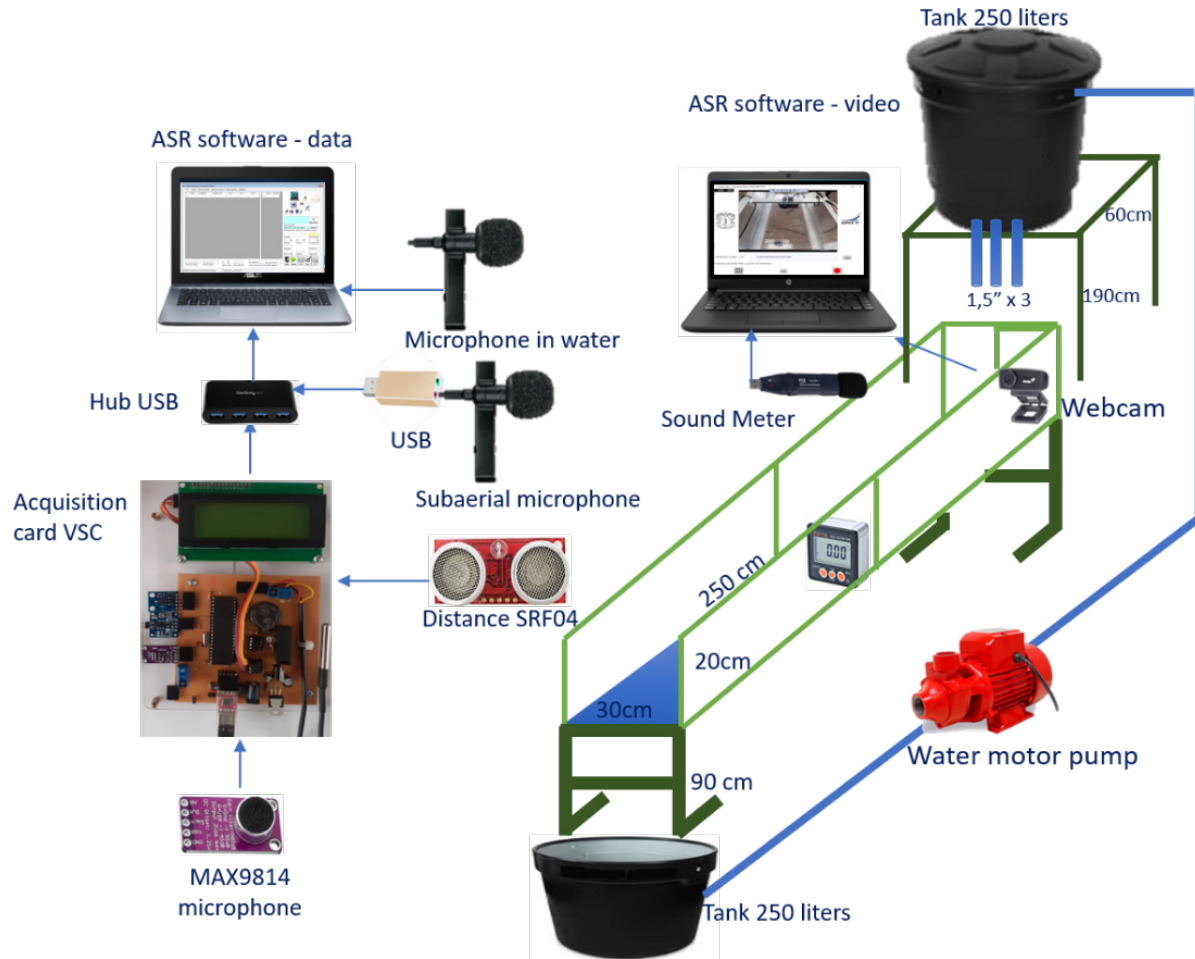 Tank 250 liters
ASR software - video
ASR software - data
60cm
190cm
1,5” x 3
Microphone in water
Hub USB
USB
Sound Meter
Webcam
Subaerial microphone
Acquisition
card VSC
0.00
250 cm
Distance SRF04
20cm
30cm
Water motor pump
90 cm
MAX9814
microphone
Tank 250 liters